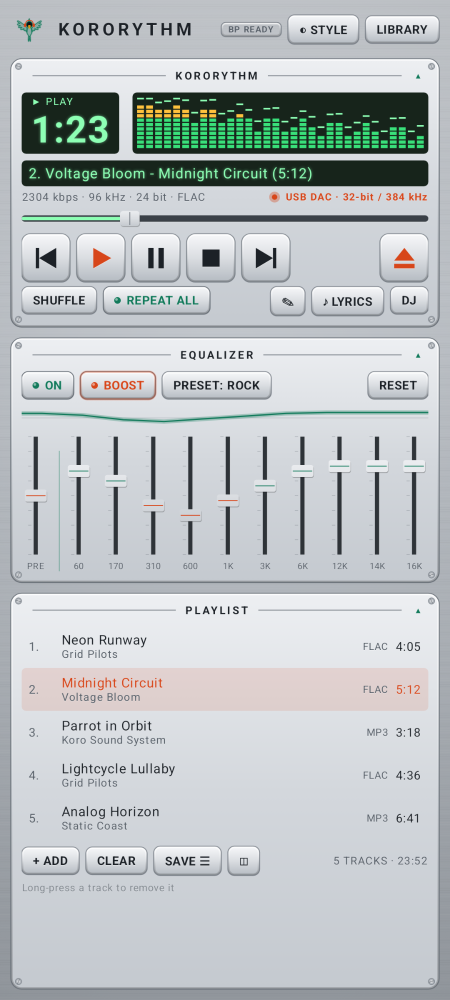 KORORYTHM
BP READY
◐ STYLE
LIBRARY
KORORYTHM
▲
► PLAY
1:23
2. Voltage Bloom - Midnight Circuit (5:12)
2304 kbps · 96 kHz · 24 bit · FLAC
USB DAC · 32-bit / 384 kHz
SHUFFLE
REPEAT ALL
✎
♪ LYRICS
DJ
EQUALIZER
▲
ON
BOOST
PRESET: ROCK
RESET
PRE 60 170 310 600 1K 3K 6K 12K 14K 16K
PLAYLIST
▲
1. Neon Runway FLAC 4:05
Grid Pilots
2. Midnight Circuit FLAC 5:12
Voltage Bloom
3. Parrot in Orbit MP3 3:18
Koro Sound System
4. Lightcycle Lullaby FLAC 4:36
Grid Pilots
5. Analog Horizon MP3 6:41
Static Coast
+ ADD
CLEAR
SAVE ☰
◫
5 TRACKS · 23:52
Long-press a track to remove it